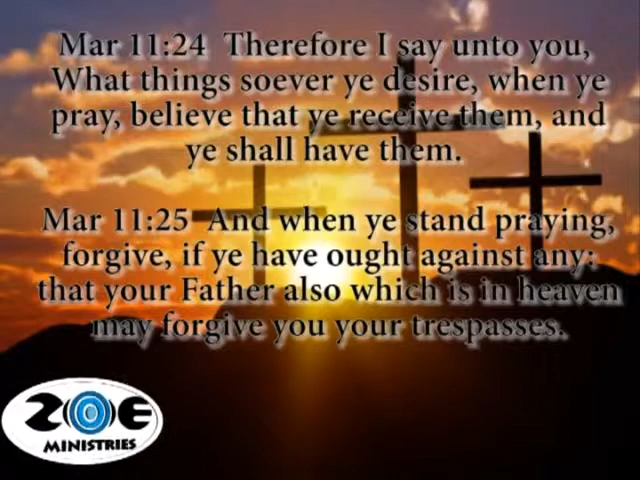 Mar 11:24 Therefore I say unto you,
What things soever ye desire, when ye
pray, believe that ye receive them, and
ye shall have them.
Mar 11:25 And when ye stand praying,
forgive, if ye have ought against any:
that your Father also which is in heaven
may forgive you your trespasses.
ZOE
MINISTRIES